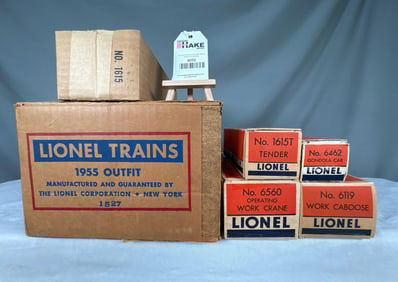 NO. 1615
HAKE
LIONEL TRAINS
1955 OUTFIT
MANUFACTURED AND GUARANTEED BY
THE LIONEL CORPORATION • NEW YORK
1527
No. 1615T
TENDER
LIONEL
No. 6462
GONDOLA CAR
LIONEL
No. 6560
OPERATING
WORK CRANE
LIONEL
No. 6119
WORK CABOOSE
LIONEL